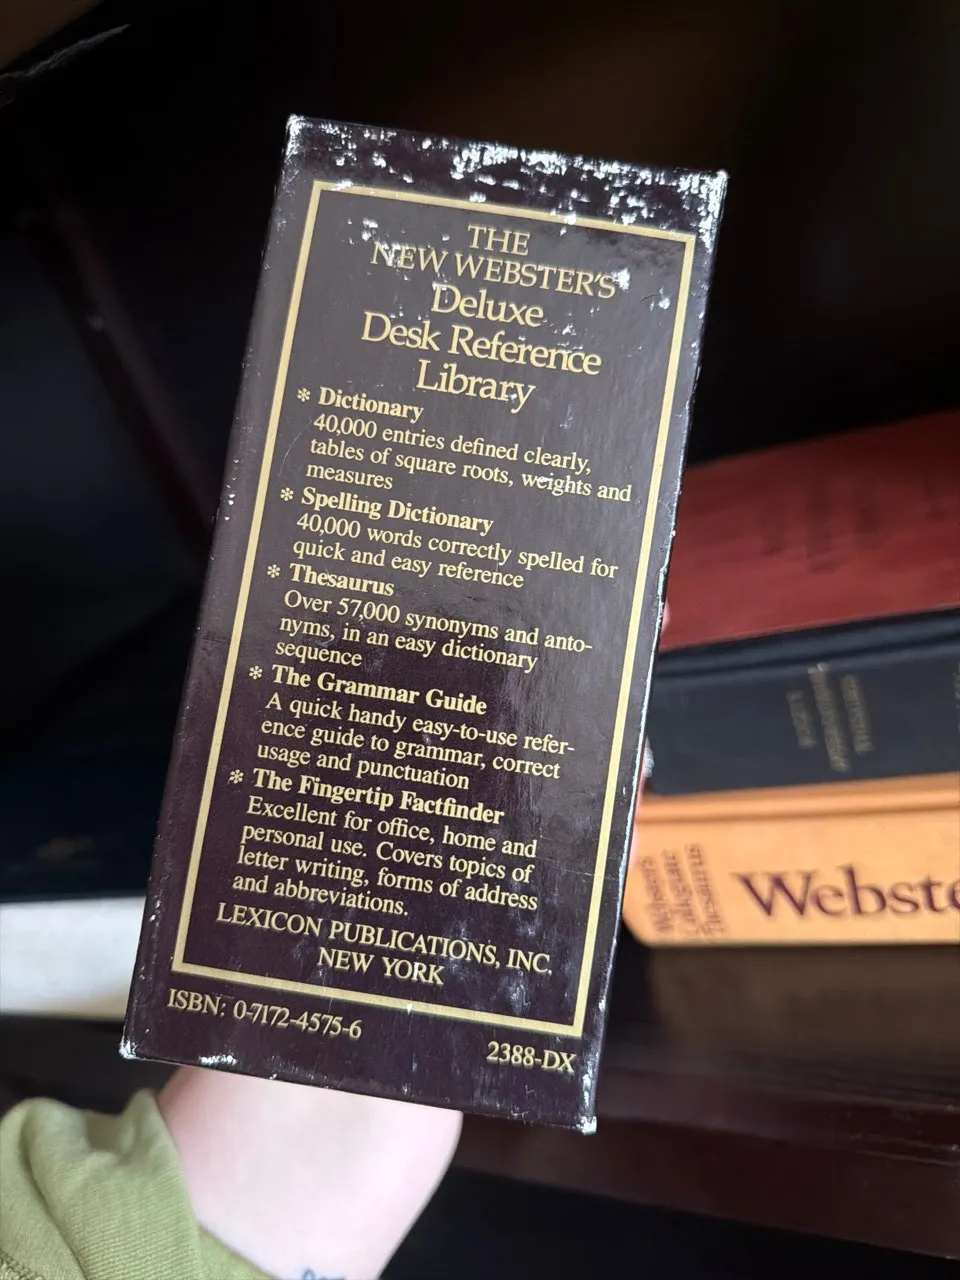 THE
NEW WEBSTER'S
Deluxe
Desk Reference
Library
* Dictionary
40,000 entries defined clearly,
tables of square roots, weights and
measures
* Spelling Dictionary
40,000 words correctly spelled for
quick and easy reference
* Thesaurus
Over 57,000 synonyms and anto-
nyms, in an easy dictionary
sequence
* The Grammar Guide
A quick handy easy-to-use refer-
ence guide to grammar, correct
usage and punctuation
* The Fingertip Factfinder
Excellent for office, home and
personal use. Covers topics of
letter writing, forms of address
and abbreviations.
LEXICON PUBLICATIONS, INC.
NEW YORK
ISBN: 0-7172-4575-6
2388-DX
Webster's
Collegiate
Thesaurus
Webste